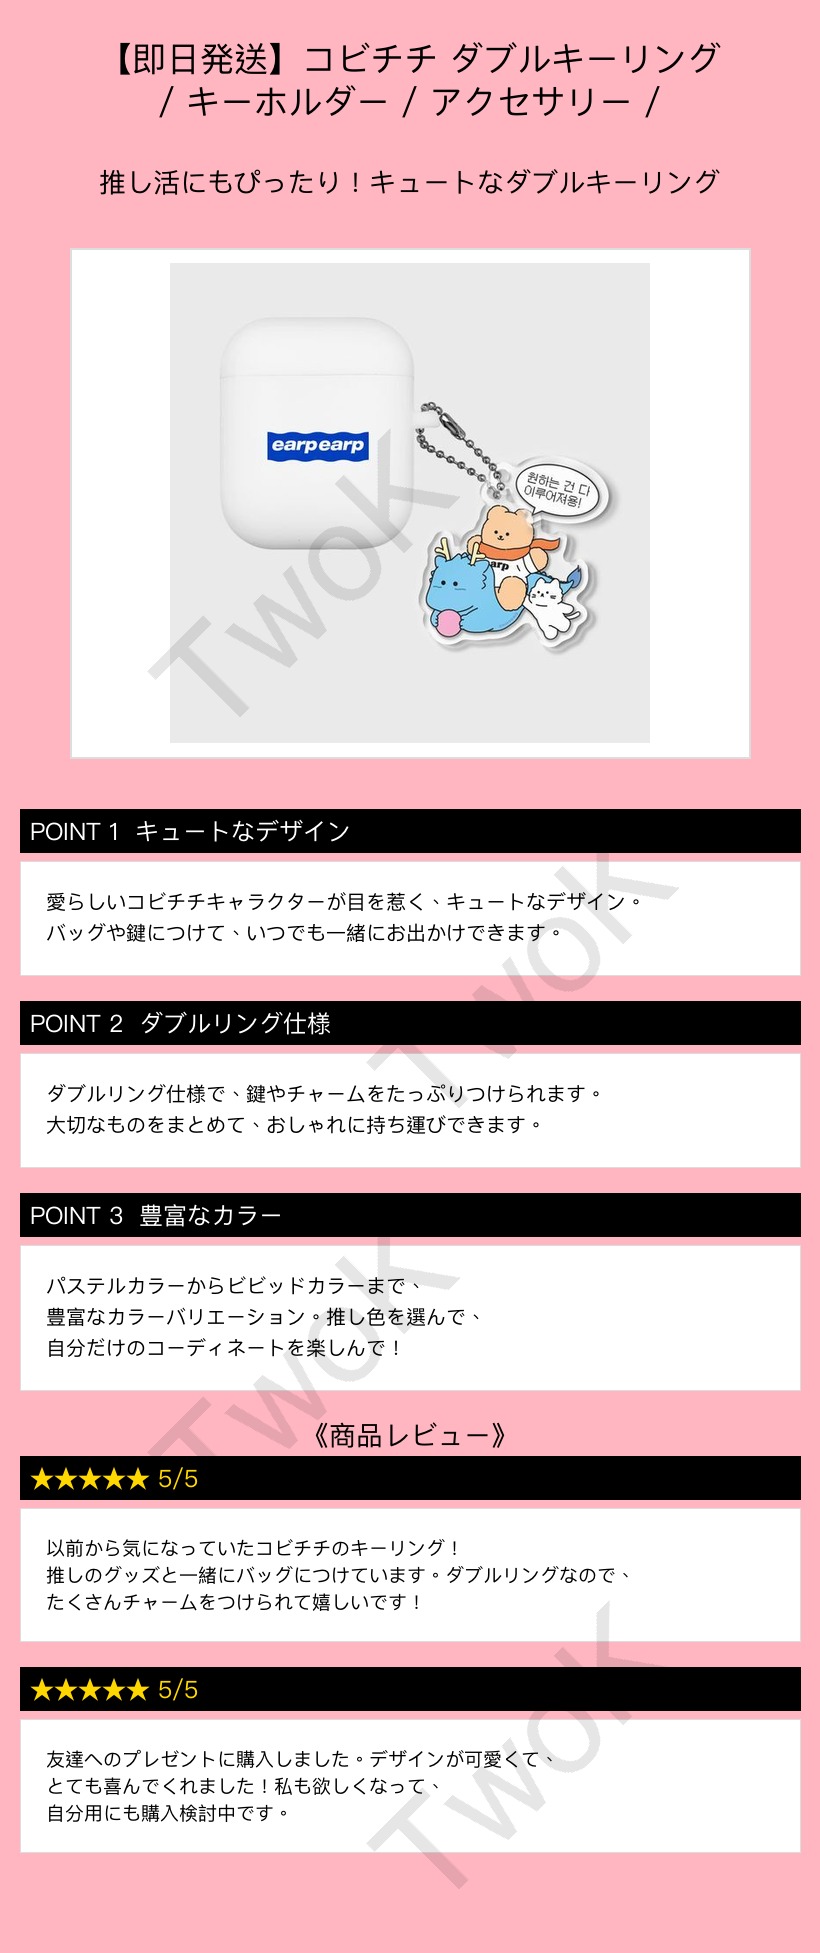 【即日発送】コビチチ ダブルキーリング
/ キーホルダー / アクセサリー /
推し活にもぴったり！キュートなダブルキーリング
earpearp
원하는 건 다
이루어져용!
earp
POINT 1 キュートなデザイン
愛らしいコビチチキャラクターが目を惹く、キュートなデザイン。
バッグや鍵につけて、いつでも一緒にお出かけできます。
POINT 2 ダブルリング仕様
ダブルリング仕様で、鍵やチャームをたっぷりつけられます。
大切なものをまとめて、おしゃれに持ち運びできます。
POINT 3 豊富なカラー
パステルカラーからビビッドカラーまで、
豊富なカラーバリエーション。推し色を選んで、
自分だけのコーディネートを楽しんで！
《商品レビュー》
★★★★★ 5/5
以前から気になっていたコビチチのキーリング！
推しのグッズと一緒にバッグにつけています。ダブルリングなので、
たくさんチャームをつけられて嬉しいです！
★★★★★ 5/5
友達へのプレゼントに購入しました。デザインが可愛くて、
とても喜んでくれました！私も欲しくなって、
自分用にも購入検討中です。
TwoK
TwoK
TwoK
TwoK